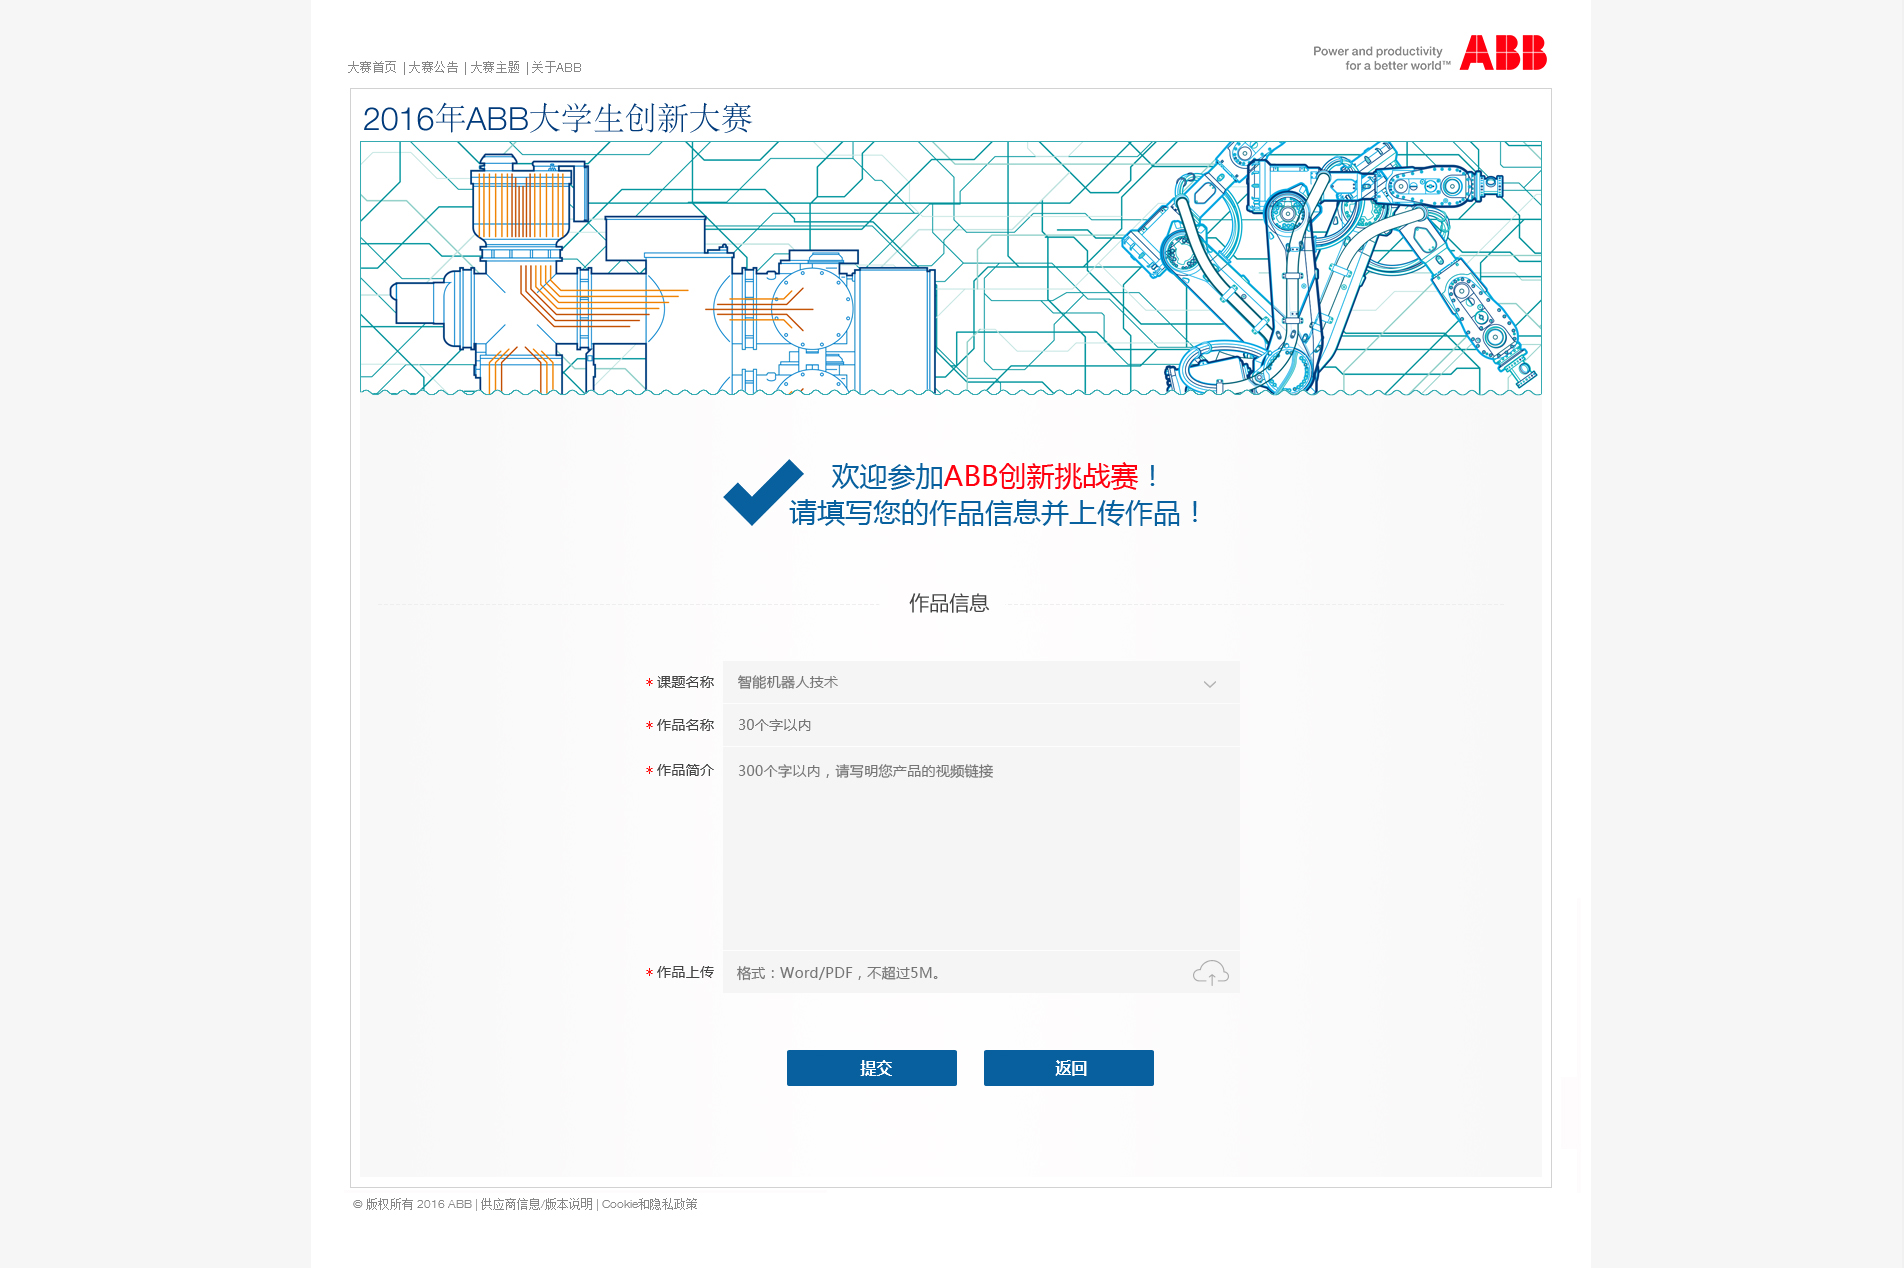 大赛首页 | 大赛公告 | 大赛主题 | 关于ABB
Power and productivity
for a better world™
ABB
2016年ABB大学生创新大赛
欢迎参加ABB创新挑战赛！
请填写您的作品信息并上传作品！
作品信息
* 课题名称 智能机器人技术
* 作品名称 30个字以内
* 作品简介 300个字以内，请写明您产品的视频链接
* 作品上传 格式：Word/PDF，不超过5M。
提交 返回
© 版权所有 2016 ABB | 供应商信息/版本说明 | Cookie和隐私政策